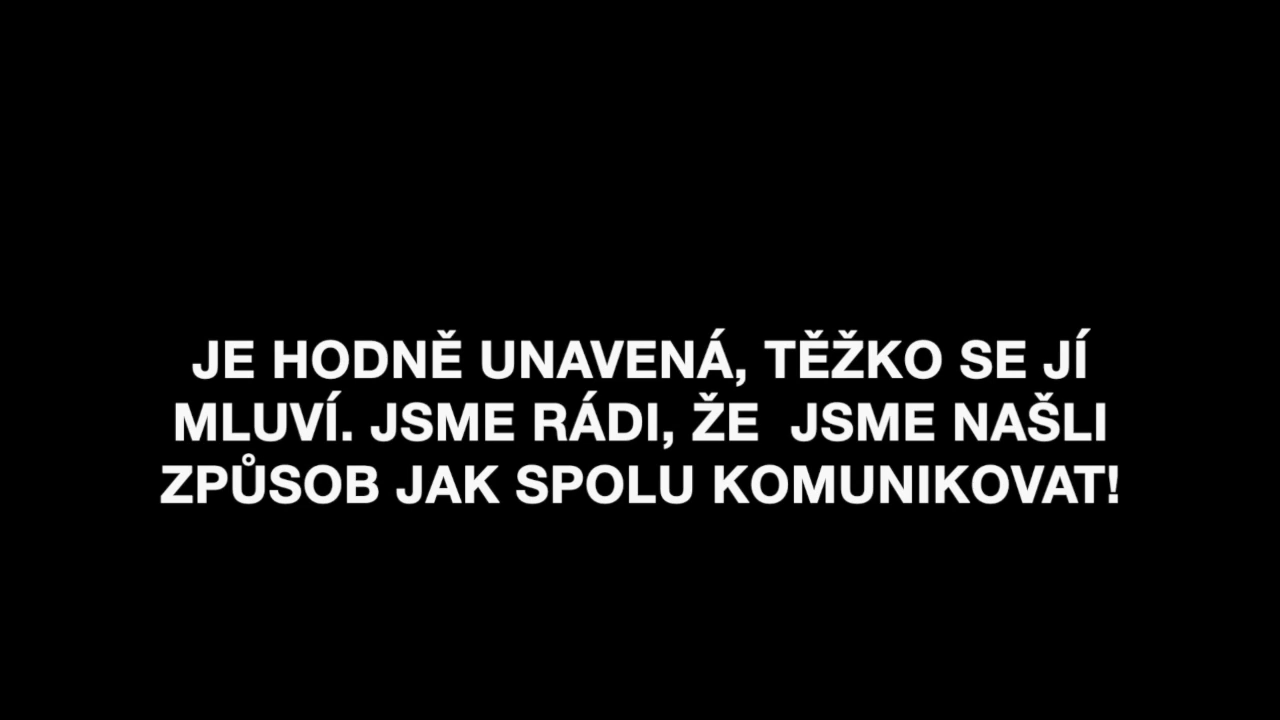 JE HODNĚ UNAVENÁ, TĚŽKO SE JÍ
MLUVÍ. JSME RÁDI, ŽE  JSME NAŠLI
ZPŮSOB JAK SPOLU KOMUNIKOVAT!